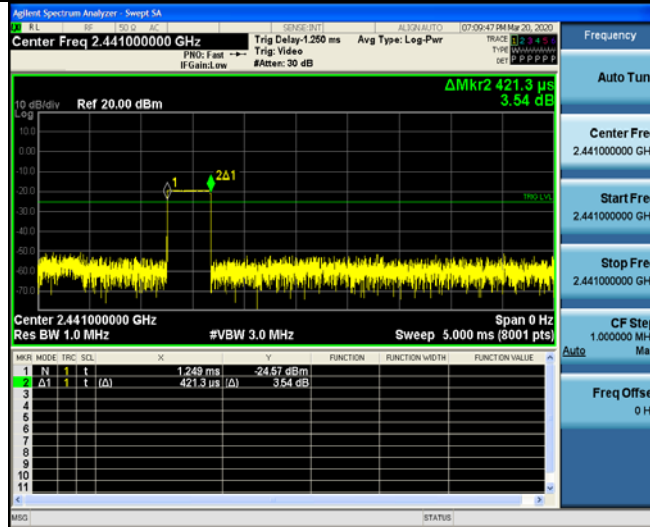 Agilent Spectrum Analyzer - Swept SA
RL RF 50 Ω AC SENSE:INT ALIGN AUTO 07:09:47 PM Mar 20, 2020
Center Freq 2.441000000 GHz
PNO: Fast
IFGain:Low
Trig Delay-1.250 ms
Trig: Video
#Atten: 30 dB
Avg Type: Log-Pwr
TRACE 1 2 3 4 5 6
TYPE
DET P P P P P P
ΔMkr2 421.3 µs
3.54 dB
10 dB/div Ref 20.00 dBm
Log
10.0
0.00
-10.0
-20.0
-30.0
-40.0
-50.0
-60.0
-70.0
1
2Δ1
TRIG LVL
Center 2.441000000 GHz Span 0 Hz
Res BW 1.0 MHz #VBW 3.0 MHz Sweep 5.000 ms (8001 pts)
MKR MODE TRC SCL X Y FUNCTION FUNCTION WIDTH FUNCTION VALUE
1 N 1 t 1.249 ms -24.57 dBm
2 Δ1 1 t (Δ) 421.3 µs (Δ) 3.54 dB
3
4
5
6
7
8
9
10
11
MSG STATUS
Frequency
Auto Tun
Center Fre
2.441000000 GH
Start Fre
2.441000000 GH
Stop Fre
2.441000000 GH
CF Ste
1.000000 MH
Auto Ma
Freq Offse
0 H